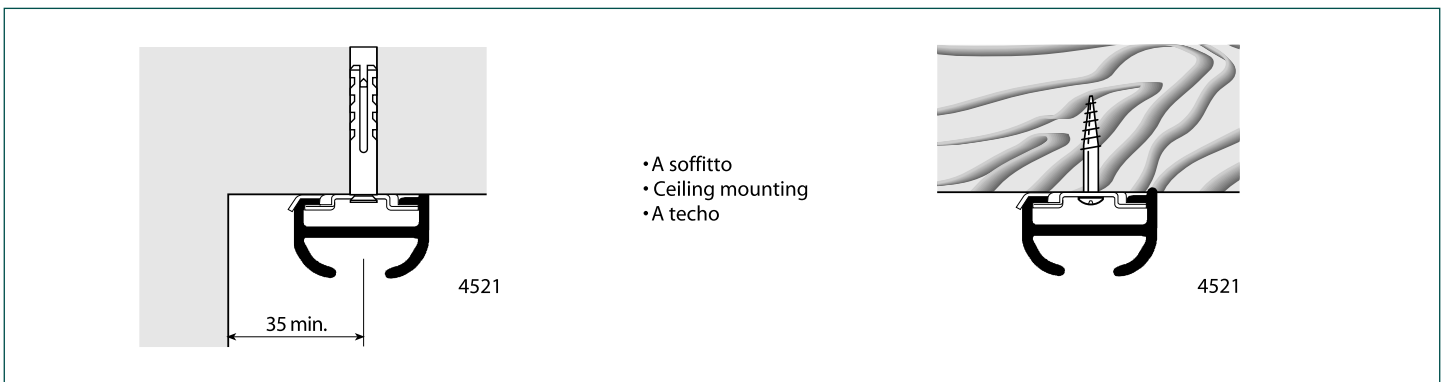 • A soffitto
• Ceiling mounting
• A techo
4521
35 min.
4521